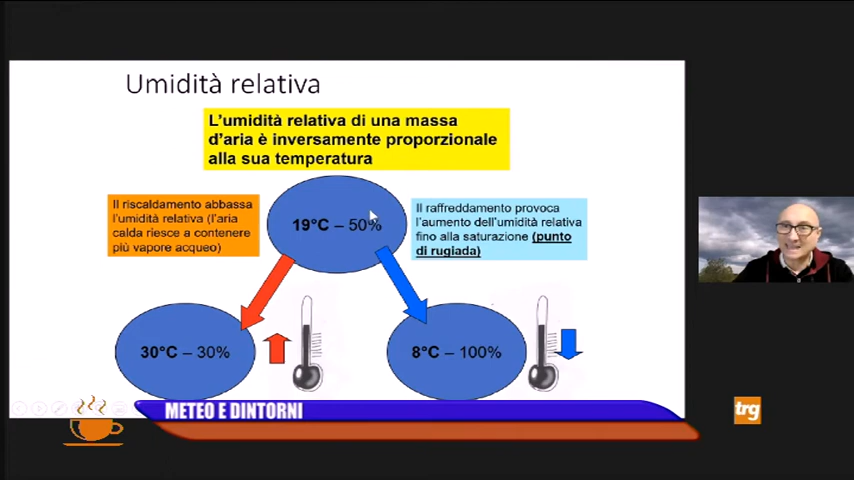 Umidità relativa
L'umidità relativa di una massa
d'aria è inversamente proporzionale
alla sua temperatura
Il riscaldamento abbassa
l'umidità relativa (l'aria
calda riesce a contenere
più vapore acqueo)
19°C – 50%
Il raffreddamento provoca
l'aumento dell'umidità relativa
fino alla saturazione (punto
di rugiada)
30°C – 30%
8°C – 100%
METEO E DINTORNI
trg